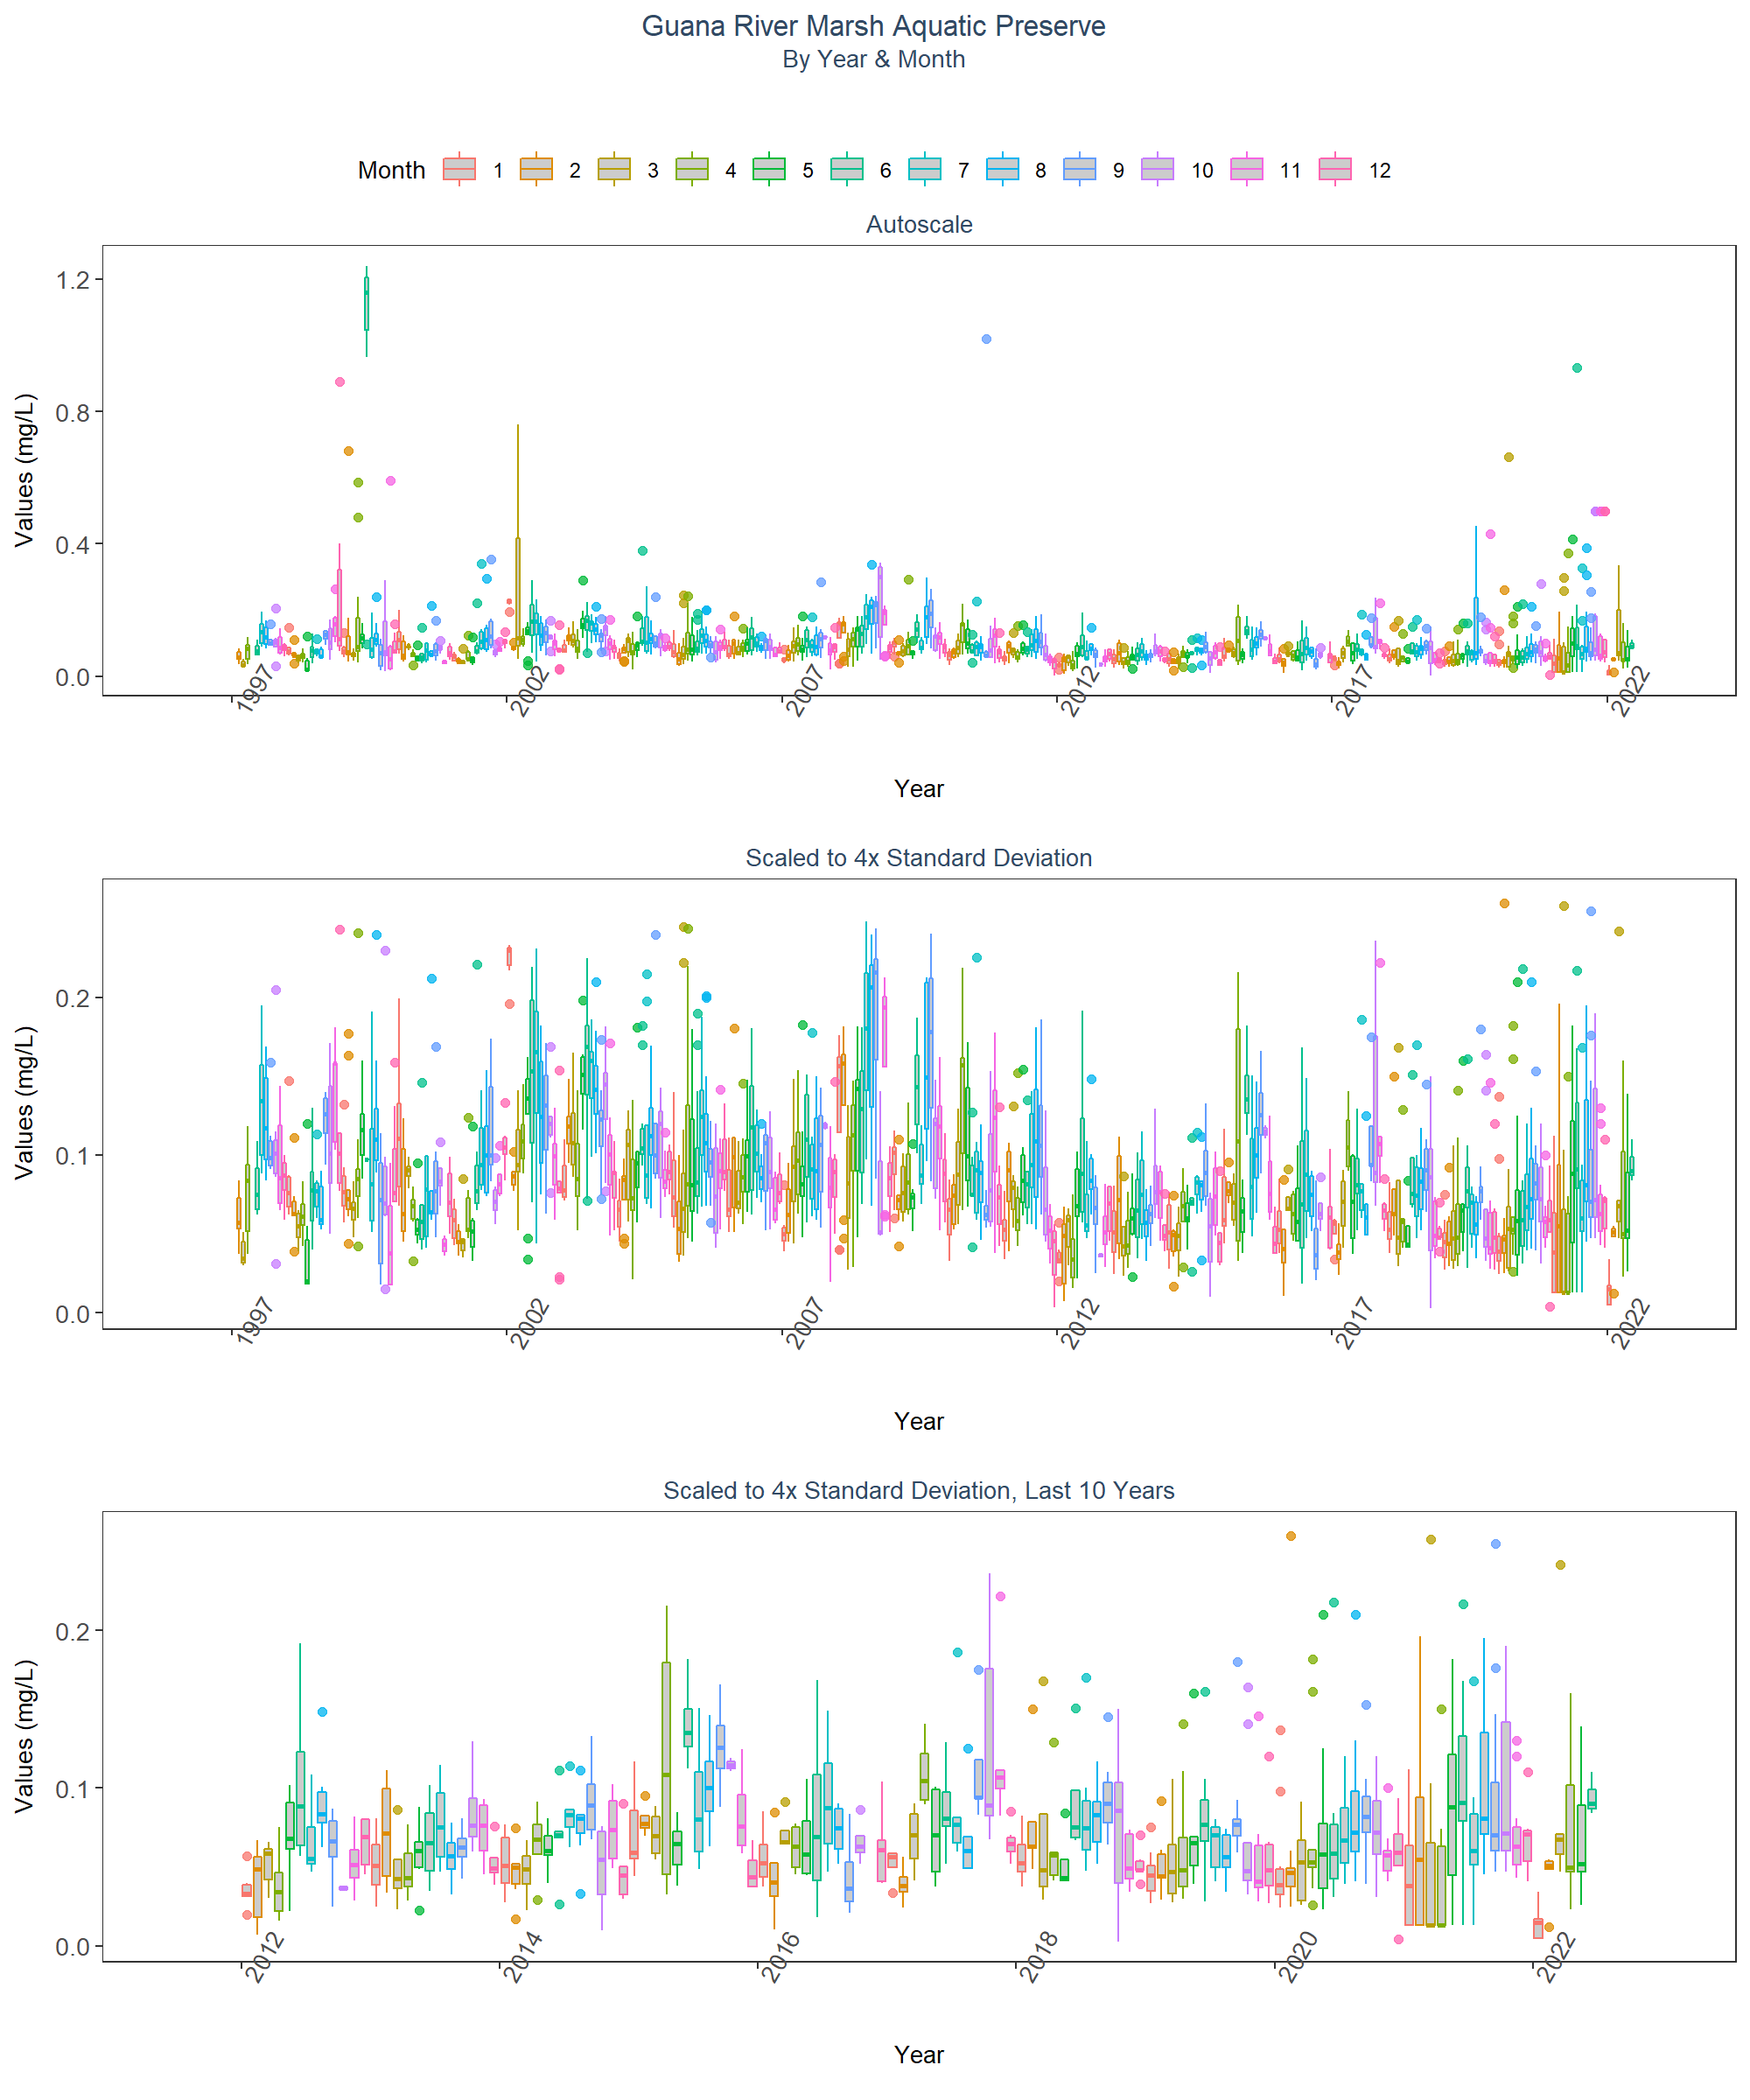 Guana River Marsh Aquatic Preserve
By Year & Month
Month 1 2 3 4 5 6 7 8 9 10 11 12
Autoscale
Values (mg/L)
1.2
0.8
0.4
0.0
1997 2002 2007 2012 2017 2022
Year
Scaled to 4x Standard Deviation
Values (mg/L)
0.2
0.1
0.0
1997 2002 2007 2012 2017 2022
Year
Scaled to 4x Standard Deviation, Last 10 Years
Values (mg/L)
0.2
0.1
0.0
2012 2014 2016 2018 2020 2022
Year